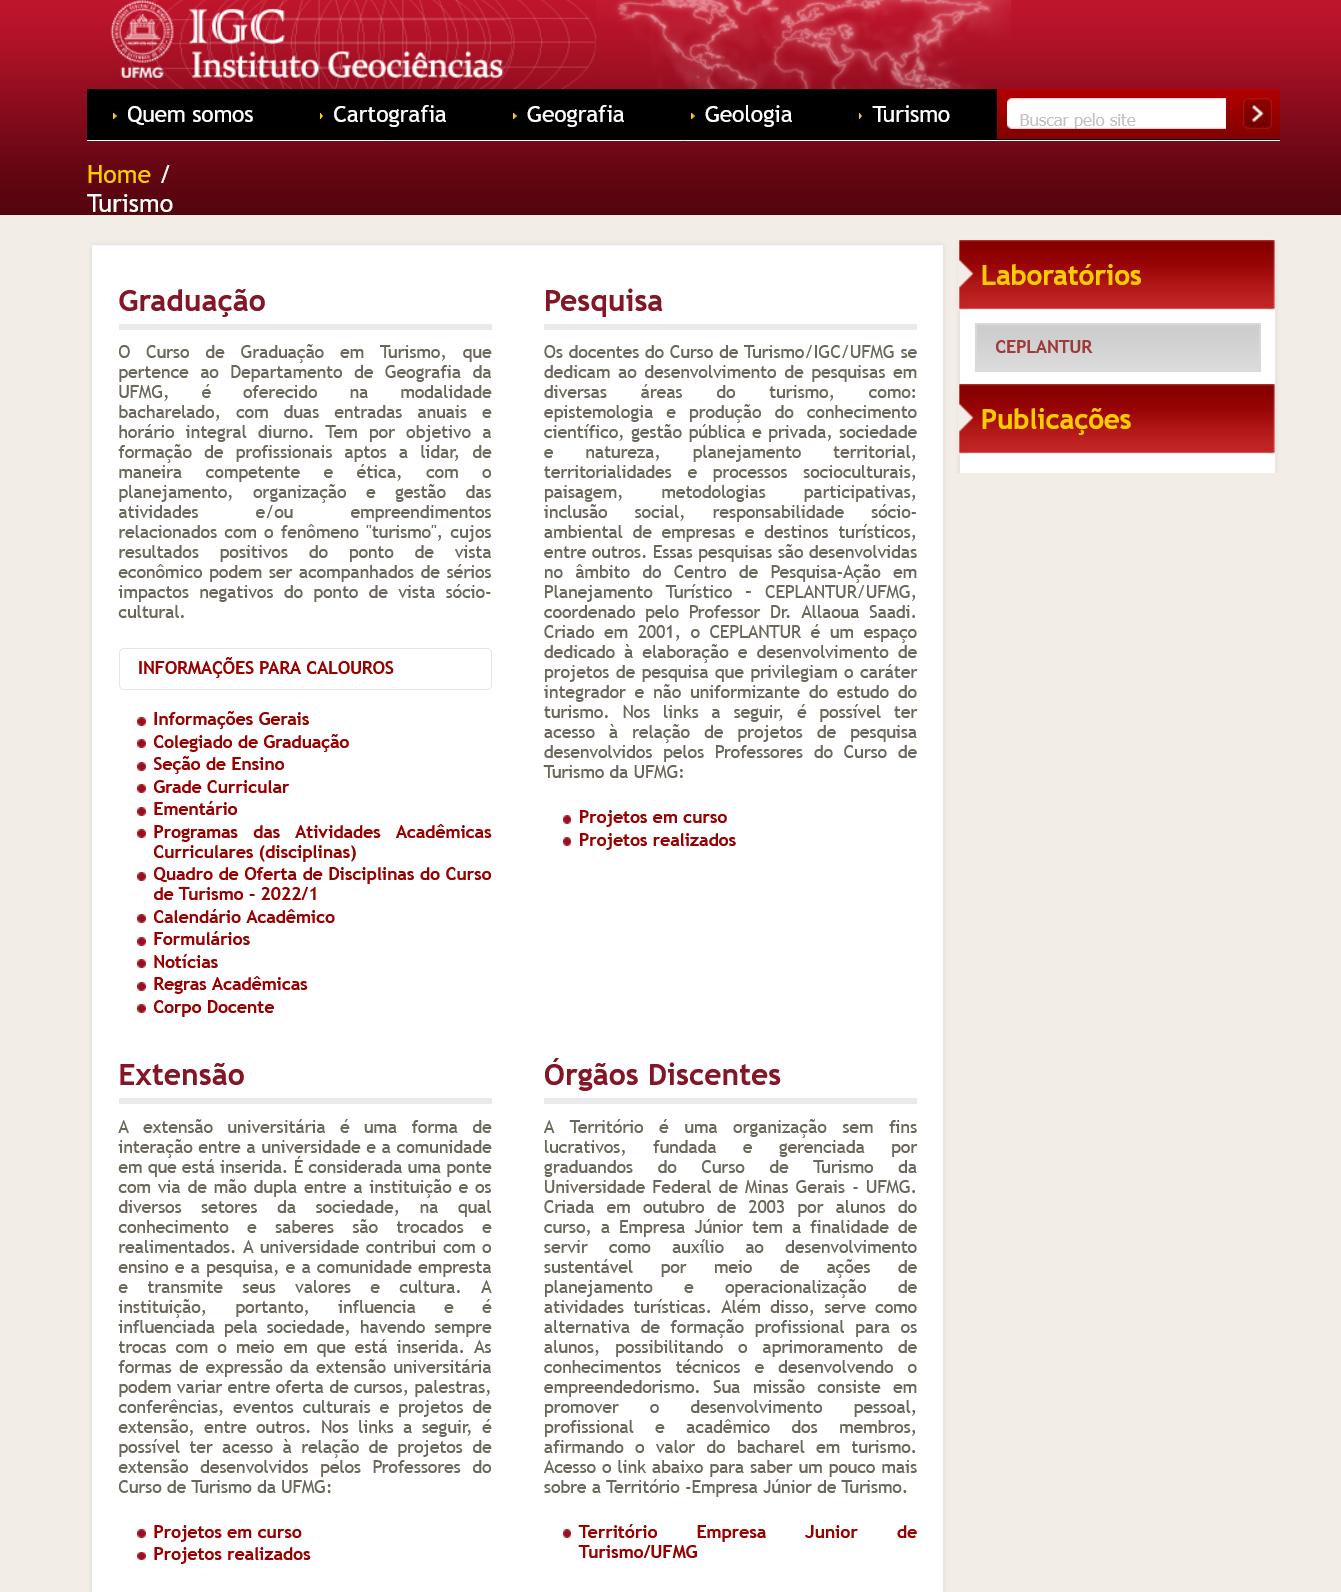 UFMG
IGC
Instituto Geociências
Quem somos
Cartografia
Geografia
Geologia
Turismo
Buscar pelo site
Home /
Turismo
Graduação
O Curso de Graduação em Turismo, que
pertence ao Departamento de Geografia da
UFMG, é oferecido na modalidade
bacharelado, com duas entradas anuais e
horário integral diurno. Tem por objetivo a
formação de profissionais aptos a lidar, de
maneira competente e ética, com o
planejamento, organização e gestão das
atividades e/ou empreendimentos
relacionados com o fenômeno "turismo", cujos
resultados positivos do ponto de vista
econômico podem ser acompanhados de sérios
impactos negativos do ponto de vista sócio-
cultural.
INFORMAÇÕES PARA CALOUROS
Informações Gerais
Colegiado de Graduação
Seção de Ensino
Grade Curricular
Ementário
Programas das Atividades Acadêmicas
Curriculares (disciplinas)
Quadro de Oferta de Disciplinas do Curso
de Turismo - 2022/1
Calendário Acadêmico
Formulários
Notícias
Regras Acadêmicas
Corpo Docente
Pesquisa
Os docentes do Curso de Turismo/IGC/UFMG se
dedicam ao desenvolvimento de pesquisas em
diversas áreas do turismo, como:
epistemologia e produção do conhecimento
científico, gestão pública e privada, sociedade
e natureza, planejamento territorial,
territorialidades e processos socioculturais,
paisagem, metodologias participativas,
inclusão social, responsabilidade sócio-
ambiental de empresas e destinos turísticos,
entre outros. Essas pesquisas são desenvolvidas
no âmbito do Centro de Pesquisa-Ação em
Planejamento Turístico – CEPLANTUR/UFMG,
coordenado pelo Professor Dr. Allaoua Saadi.
Criado em 2001, o CEPLANTUR é um espaço
dedicado à elaboração e desenvolvimento de
projetos de pesquisa que privilegiam o caráter
integrador e não uniformizante do estudo do
turismo. Nos links a seguir, é possível ter
acesso à relação de projetos de pesquisa
desenvolvidos pelos Professores do Curso de
Turismo da UFMG:
Projetos em curso
Projetos realizados
Extensão
A extensão universitária é uma forma de
interação entre a universidade e a comunidade
em que está inserida. É considerada uma ponte
com via de mão dupla entre a instituição e os
diversos setores da sociedade, na qual
conhecimento e saberes são trocados e
realimentados. A universidade contribui com o
ensino e a pesquisa, e a comunidade empresta
e transmite seus valores e cultura. A
instituição, portanto, influencia e é
influenciada pela sociedade, havendo sempre
trocas com o meio em que está inserida. As
formas de expressão da extensão universitária
podem variar entre oferta de cursos, palestras,
conferências, eventos culturais e projetos de
extensão, entre outros. Nos links a seguir, é
possível ter acesso à relação de projetos de
extensão desenvolvidos pelos Professores do
Curso de Turismo da UFMG:
Projetos em curso
Projetos realizados
Órgãos Discentes
A Território é uma organização sem fins
lucrativos, fundada e gerenciada por
graduandos do Curso de Turismo da
Universidade Federal de Minas Gerais - UFMG.
Criada em outubro de 2003 por alunos do
curso, a Empresa Júnior tem a finalidade de
servir como auxílio ao desenvolvimento
sustentável por meio de ações de
planejamento e operacionalização de
atividades turísticas. Além disso, serve como
alternativa de formação profissional para os
alunos, possibilitando o aprimoramento de
conhecimentos técnicos e desenvolvendo o
empreendedorismo. Sua missão consiste em
promover o desenvolvimento pessoal,
profissional e acadêmico dos membros,
afirmando o valor do bacharel em turismo.
Acesso o link abaixo para saber um pouco mais
sobre a Território -Empresa Júnior de Turismo.
Território Empresa Junior de
Turismo/UFMG
Laboratórios
CEPLANTUR
Publicações